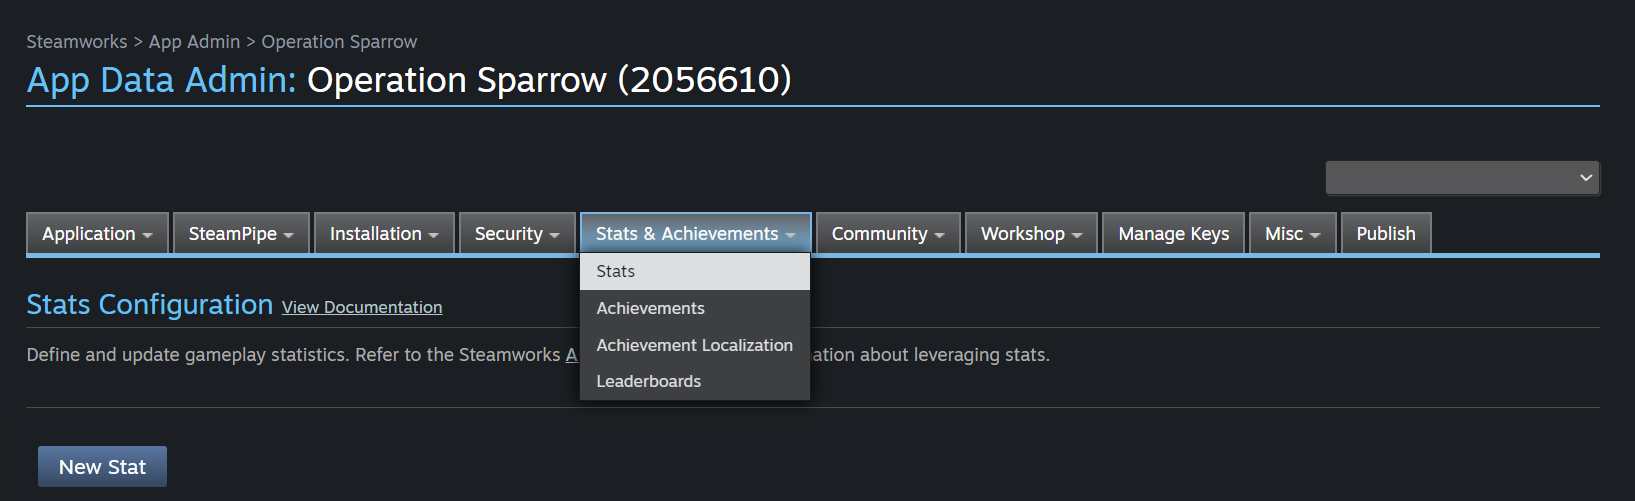 Steamworks > App Admin > Operation Sparrow
App Data Admin: Operation Sparrow (2056610)
Application SteamPipe Installation Security Stats & Achievements Community Workshop Manage Keys Misc Publish
Stats
Achievements
Achievement Localization
Leaderboards
Stats Configuration View Documentation
Define and update gameplay statistics. Refer to the Steamworks A ation about leveraging stats.
New Stat